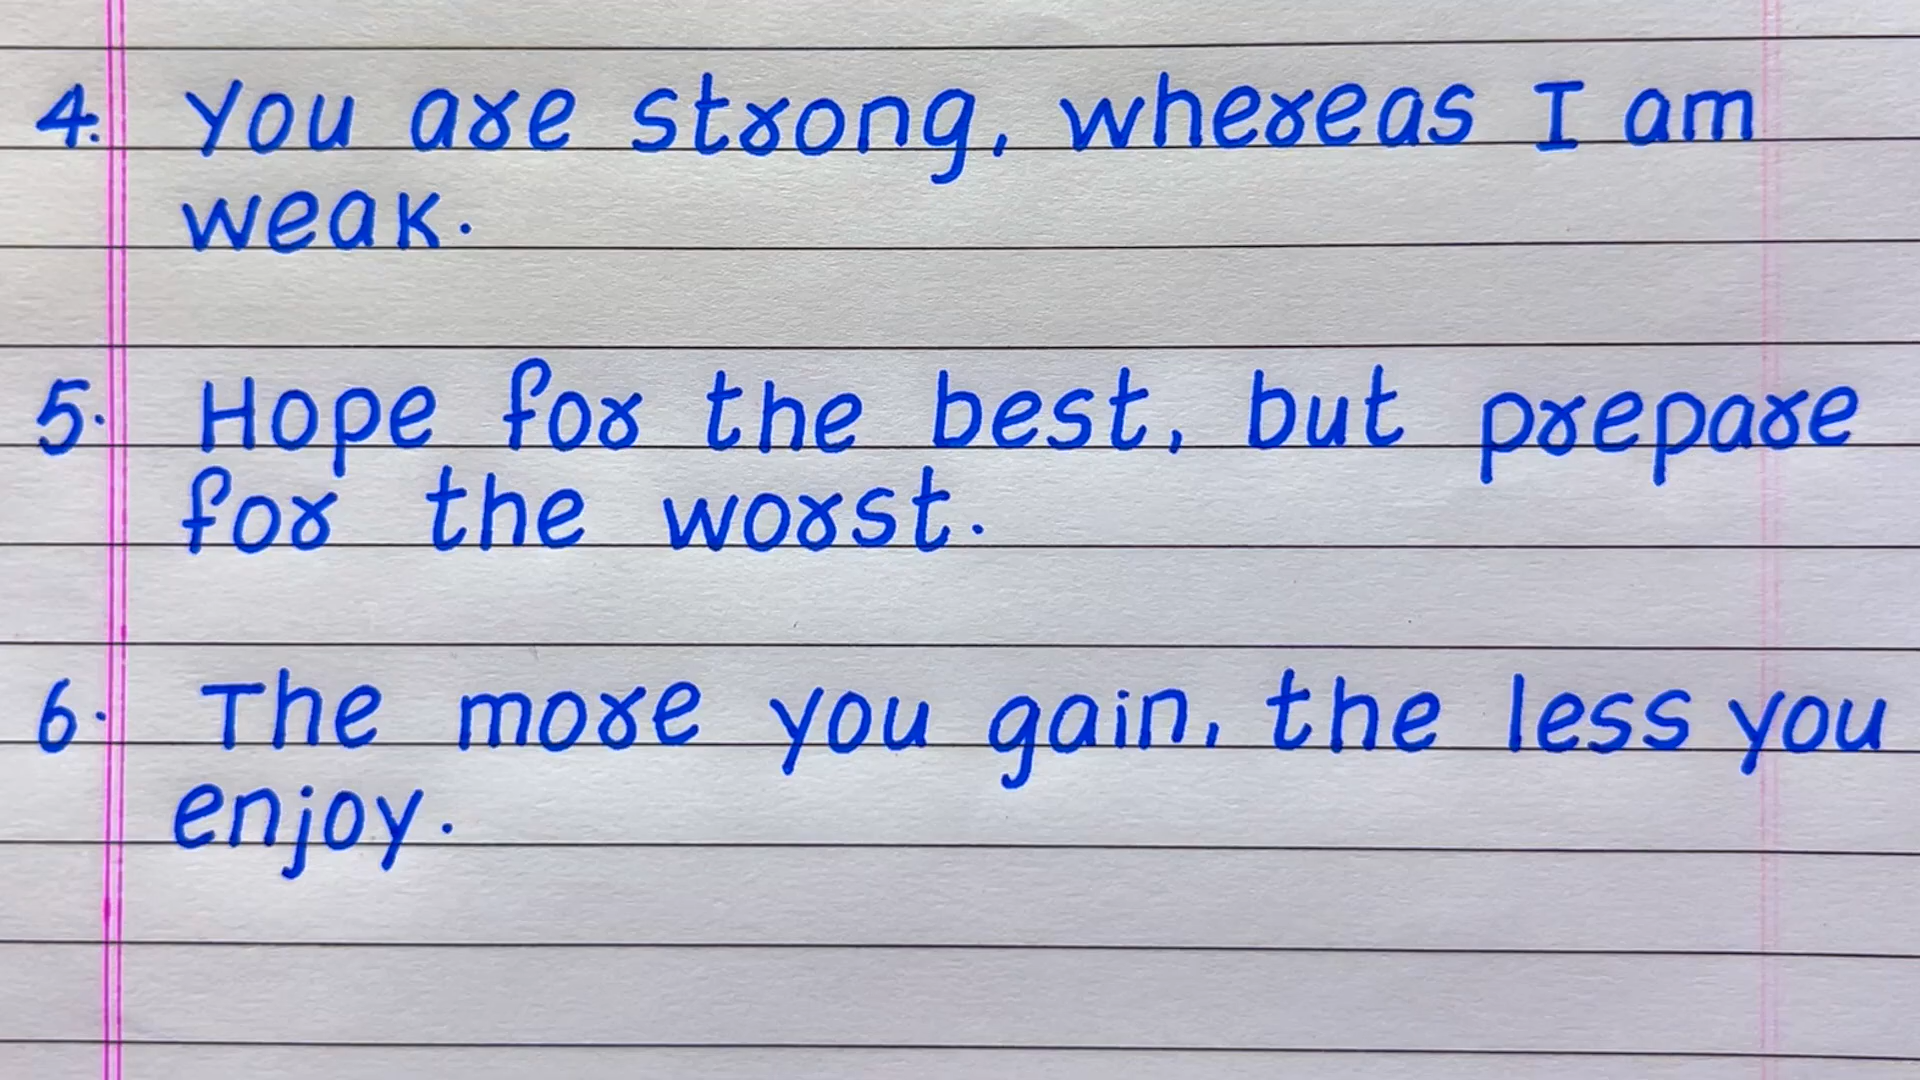 4. You are strong, whereas I am
weak.
5. Hope for the best, but prepare
for the worst.
6. The more you gain, the less you
enjoy.